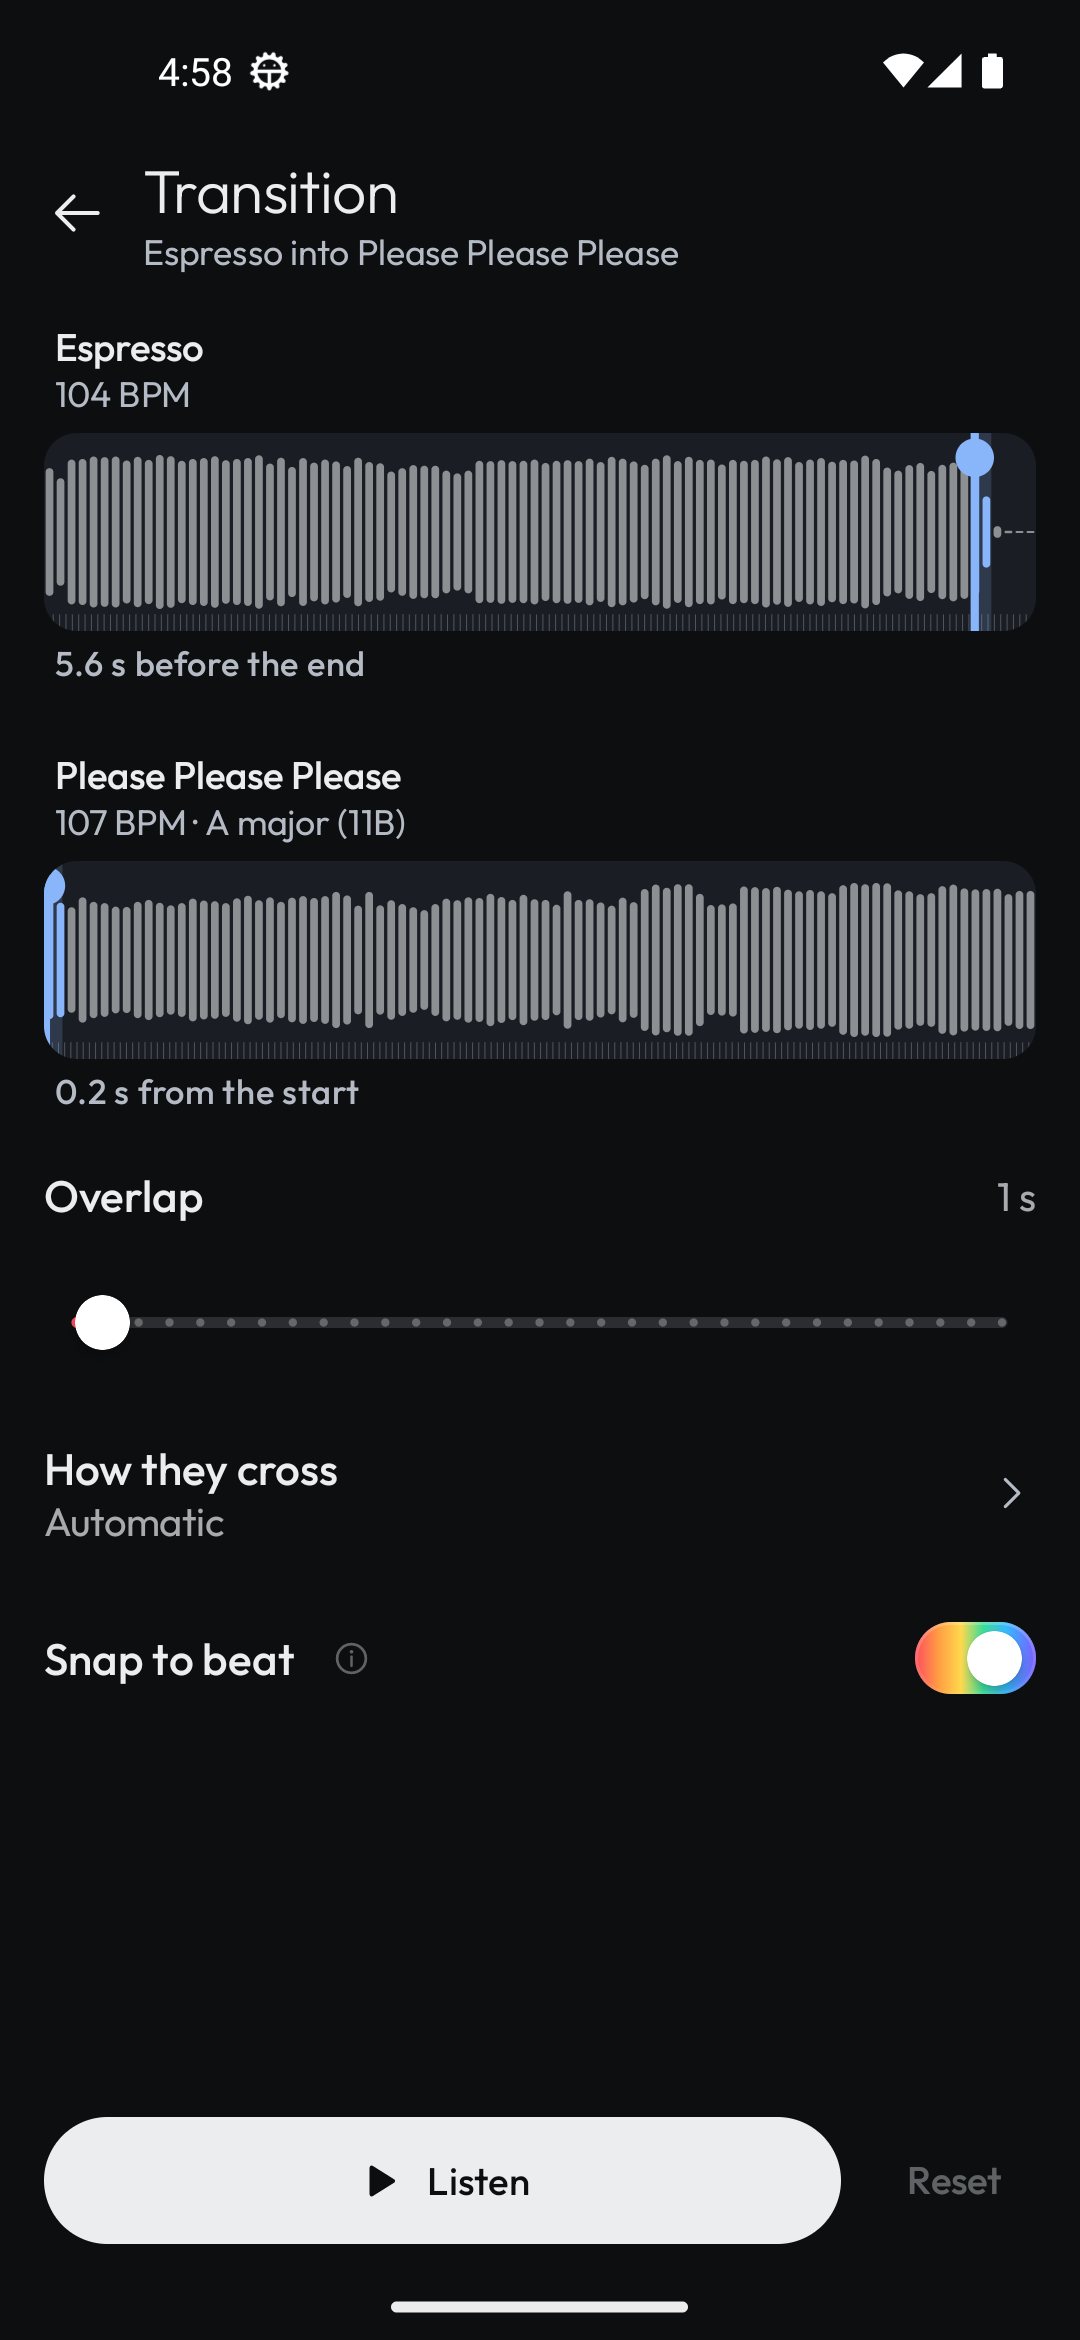 4:58
Transition
Espresso into Please Please Please
Espresso
104 BPM
5.6 s before the end
Please Please Please
107 BPM · A major (11B)
0.2 s from the start
Overlap
1 s
How they cross
Automatic
Snap to beat
Listen
Reset